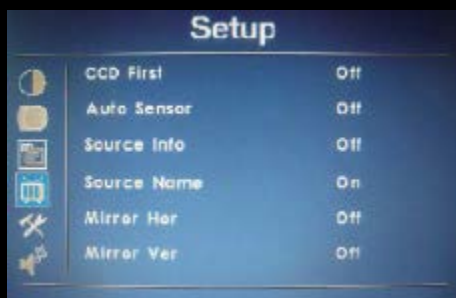 Setup
CCD First Off
Auto Sensor Off
Source Info Off
Source Name On
Mirror Hor Off
Mirror Ver Off